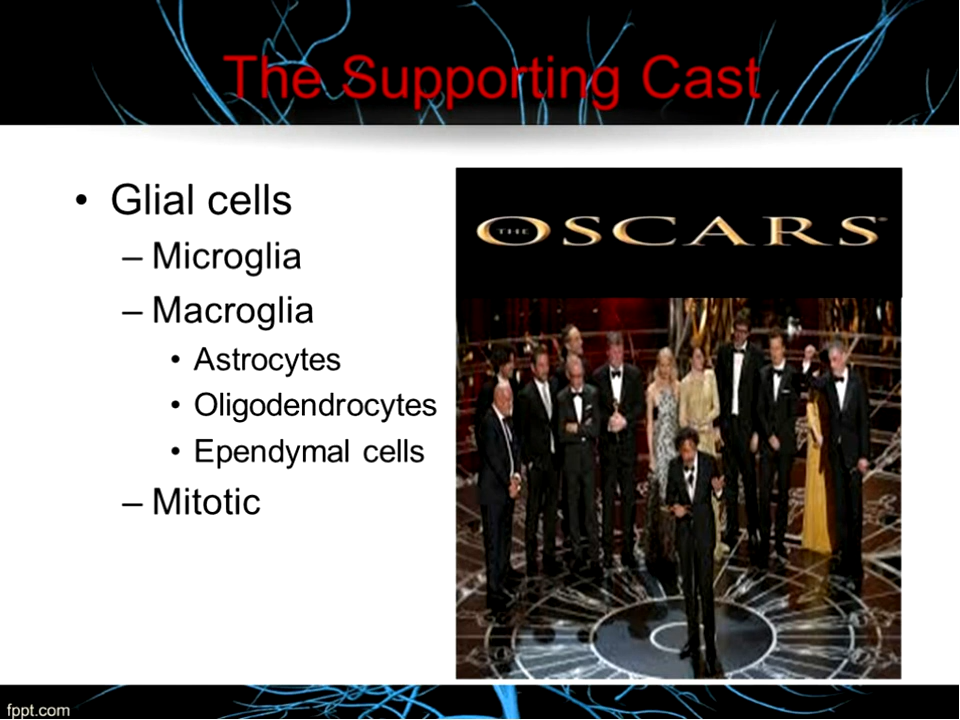 The Supporting Cast
• Glial cells
– Microglia
– Macroglia
• Astrocytes
• Oligodendrocytes
• Ependymal cells
– Mitotic
THE OSCARS®
fppt.com